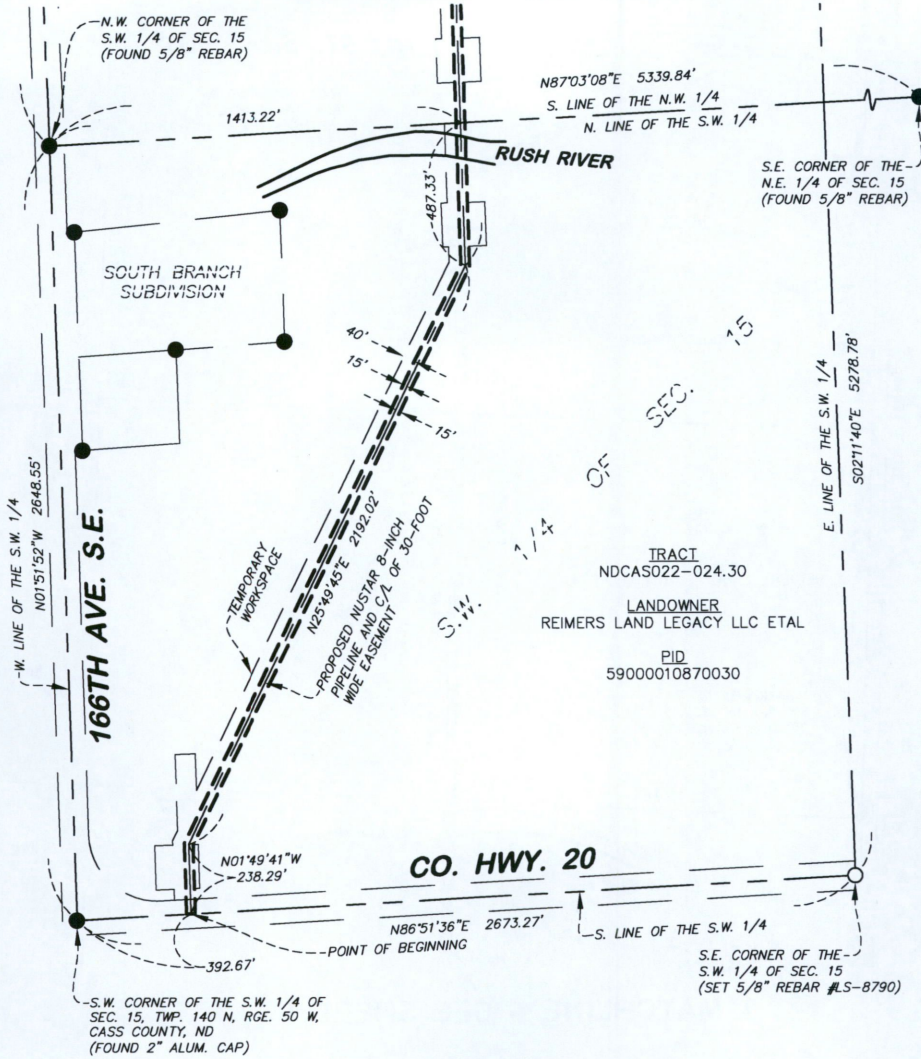 N.W. CORNER OF THE
S.W. 1/4 OF SEC. 15
(FOUND 5/8" REBAR)
N87°03'08"E 5339.84'
S. LINE OF THE N.W. 1/4
N. LINE OF THE S.W. 1/4
1413.22'
RUSH RIVER
S.E. CORNER OF THE
N.E. 1/4 OF SEC. 15
(FOUND 5/8" REBAR)
487.33'
SOUTH BRANCH
SUBDIVISION
40'
15'
15'
S.W. 1/4 OF SEC. 15
E. LINE OF THE S.W. 1/4
S02°11'40"E 5278.78'
W. LINE OF THE S.W. 1/4
N01°51'52"W 2648.55'
166TH AVE. S.E.
TEMPORARY
WORKSPACE
N25°49'45"E 2192.02'
PROPOSED NUSTAR 8-INCH
PIPELINE AND C/L OF 30-FOOT
WIDE EASEMENT
TRACT
NDCAS022-024.30
LANDOWNER
REIMERS LAND LEGACY LLC ETAL
PID
59000010870030
N01°49'41"W
238.29'
CO. HWY. 20
N86°51'36"E 2673.27'
S. LINE OF THE S.W. 1/4
POINT OF BEGINNING
392.67'
S.E. CORNER OF THE
S.W. 1/4 OF SEC. 15
(SET 5/8" REBAR #LS-8790)
S.W. CORNER OF THE S.W. 1/4 OF
SEC. 15, TWP. 140 N, RGE. 50 W,
CASS COUNTY, ND
(FOUND 2" ALUM. CAP)